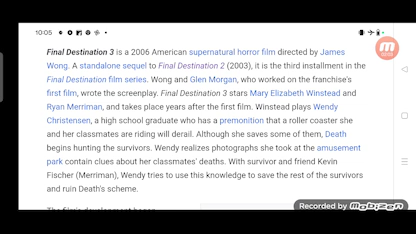 10:05
Final Destination 3 is a 2006 American supernatural horror film directed by James
Wong. A standalone sequel to Final Destination 2 (2003), it is the third installment in the
Final Destination film series. Wong and Glen Morgan, who worked on the franchise's
first film, wrote the screenplay. Final Destination 3 stars Mary Elizabeth Winstead and
Ryan Merriman, and takes place years after the first film. Winstead plays Wendy
Christensen, a high school graduate who has a premonition that a roller coaster she
and her classmates are riding will derail. Although she saves some of them, Death
begins hunting the survivors. Wendy realizes photographs she took at the amusement
park contain clues about her classmates' deaths. With survivor and friend Kevin
Fischer (Merriman), Wendy tries to use this knowledge to save the rest of the survivors
and ruin Death's scheme.
The film's development began
Recorded by Mobizen